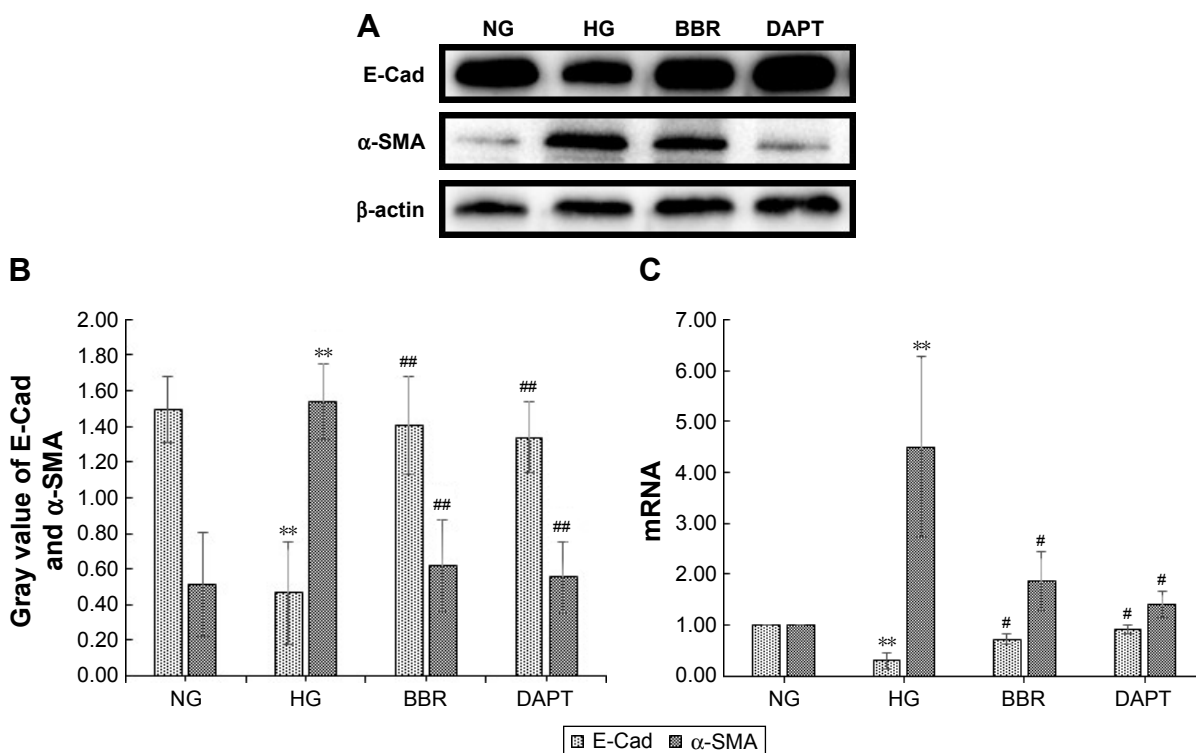 A
NG HG BBR DAPT
E-Cad
α-SMA
β-actin
B
Gray value of E-Cad
and α-SMA
2.00
1.80
1.60
1.40
1.20
1.00
0.80
0.60
0.40
0.20
0.00
** ** ## ## ## ##
NG HG BBR DAPT
C
mRNA
7.00
6.00
5.00
4.00
3.00
2.00
1.00
0.00
** ** # # # #
NG HG BBR DAPT
E-Cad α-SMA